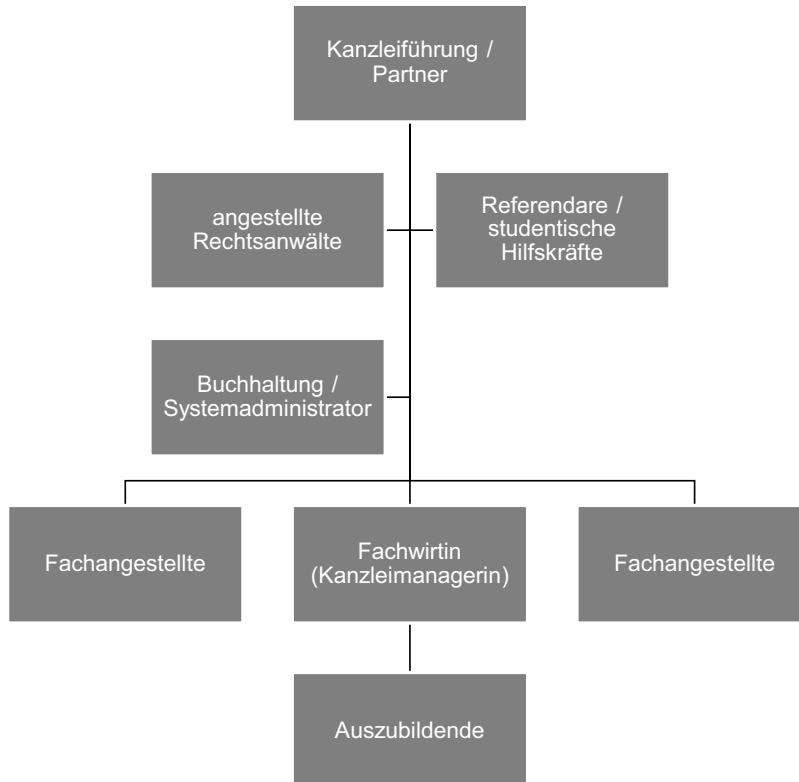 Kanzleiführung /
Partner
angestellte
Rechtsanwälte
Referendare /
studentische
Hilfskräfte
Buchhaltung /
Systemadministrator
Fachangestellte
Fachwirtin
(Kanzleimanagerin)
Fachangestellte
Auszubildende